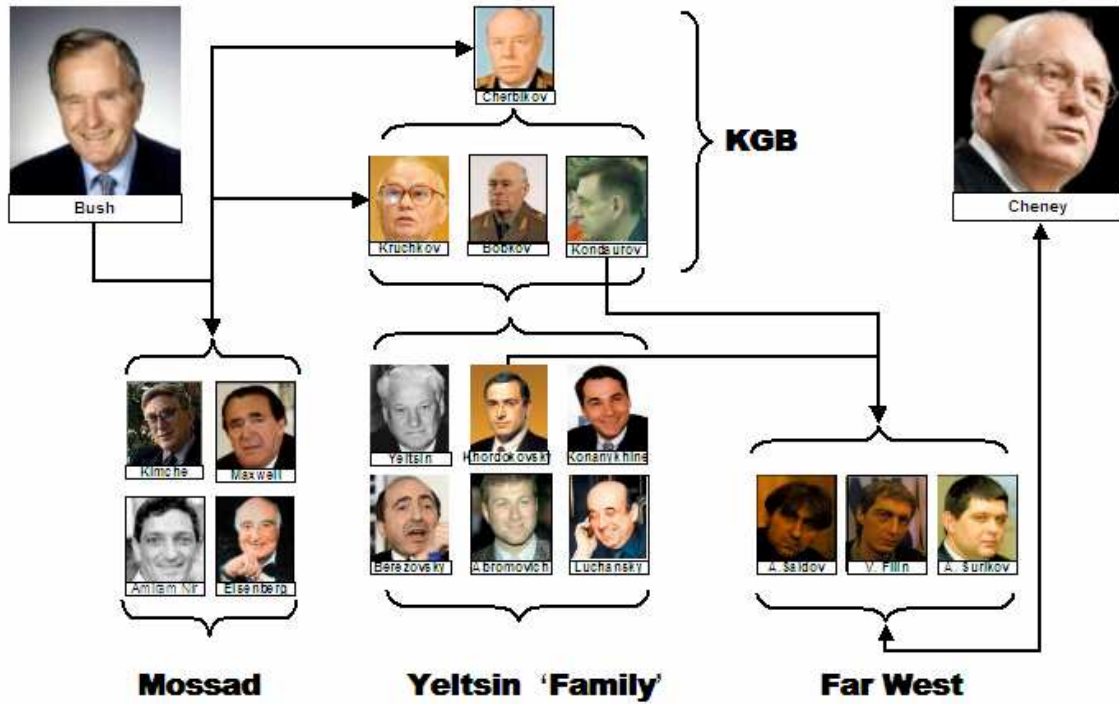 Cherbikov
KGB
Bush
Cheney
Kruchkov
Bobkov
Kondaurov
Kimche
Maxwell
Yeltsin
Khordokovsky
Konanykhine
Amiram Nir
Eisenberg
Berezovsky
Abromovich
Luchansky
A.Saidov
V. Filin
A. Surikov
Mossad
Yeltsin 'Family'
Far West